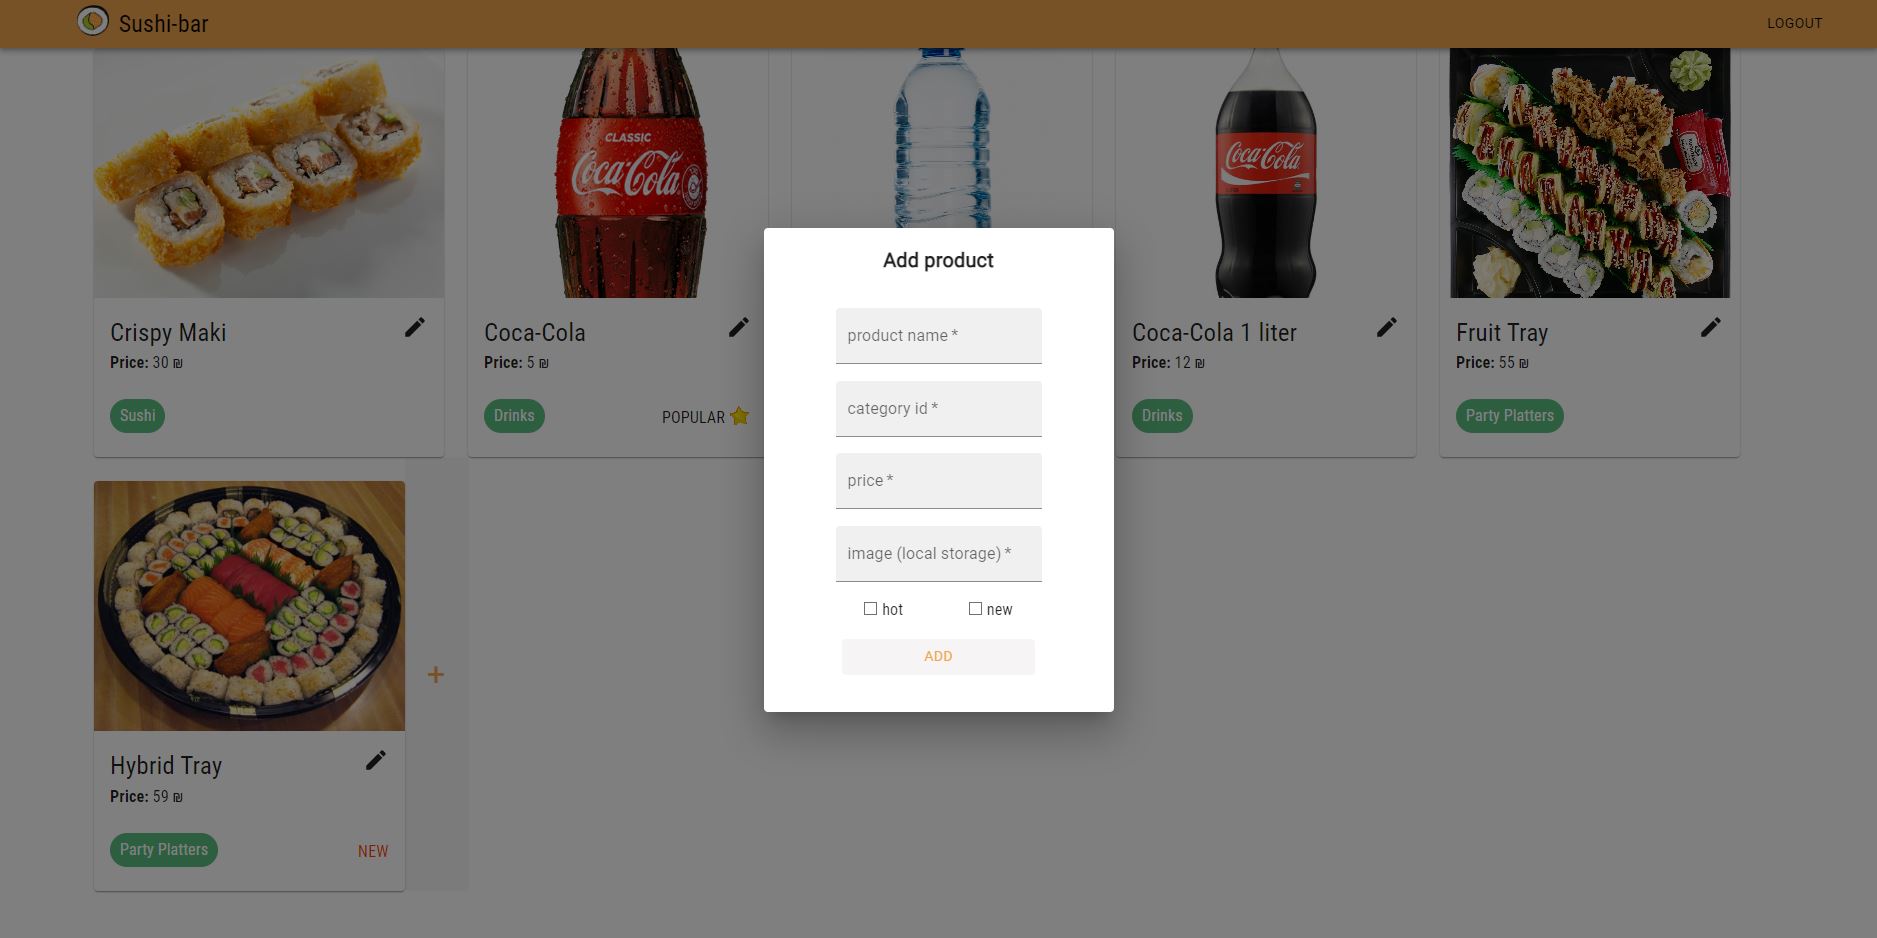 Sushi-bar
LOGOUT
CLASSIC
Coca-Cola
Coca-Cola
Crispy Maki
Price: 30 ₪
Sushi
Coca-Cola
Price: 5 ₪
Drinks
POPULAR
Coca-Cola 1 liter
Price: 12 ₪
Drinks
Fruit Tray
Price: 55 ₪
Party Platters
Add product
product name *
category id *
price *
image (local storage) *
hot
new
ADD
+
Hybrid Tray
Price: 59 ₪
Party Platters
NEW